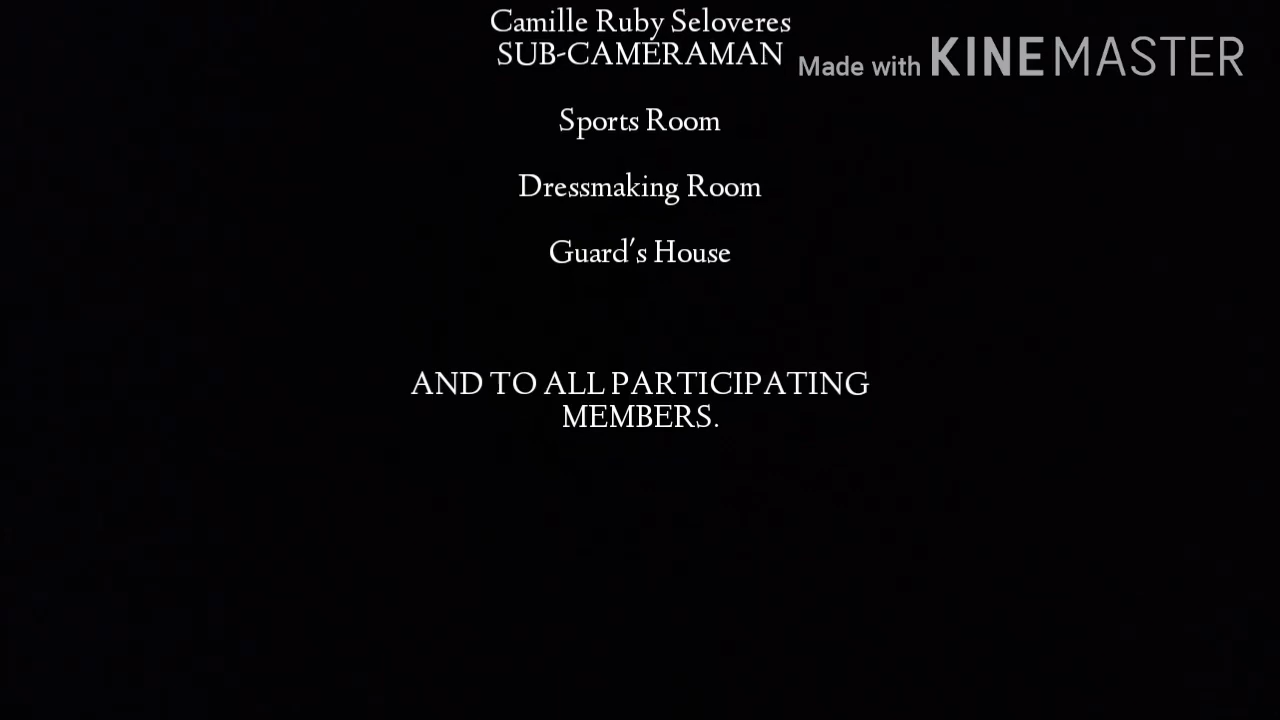 Camille Ruby Seloveres
SUB-CAMERAMAN
Made with KINEMASTER
Sports Room
Dressmaking Room
Guard's House
AND TO ALL PARTICIPATING
MEMBERS.